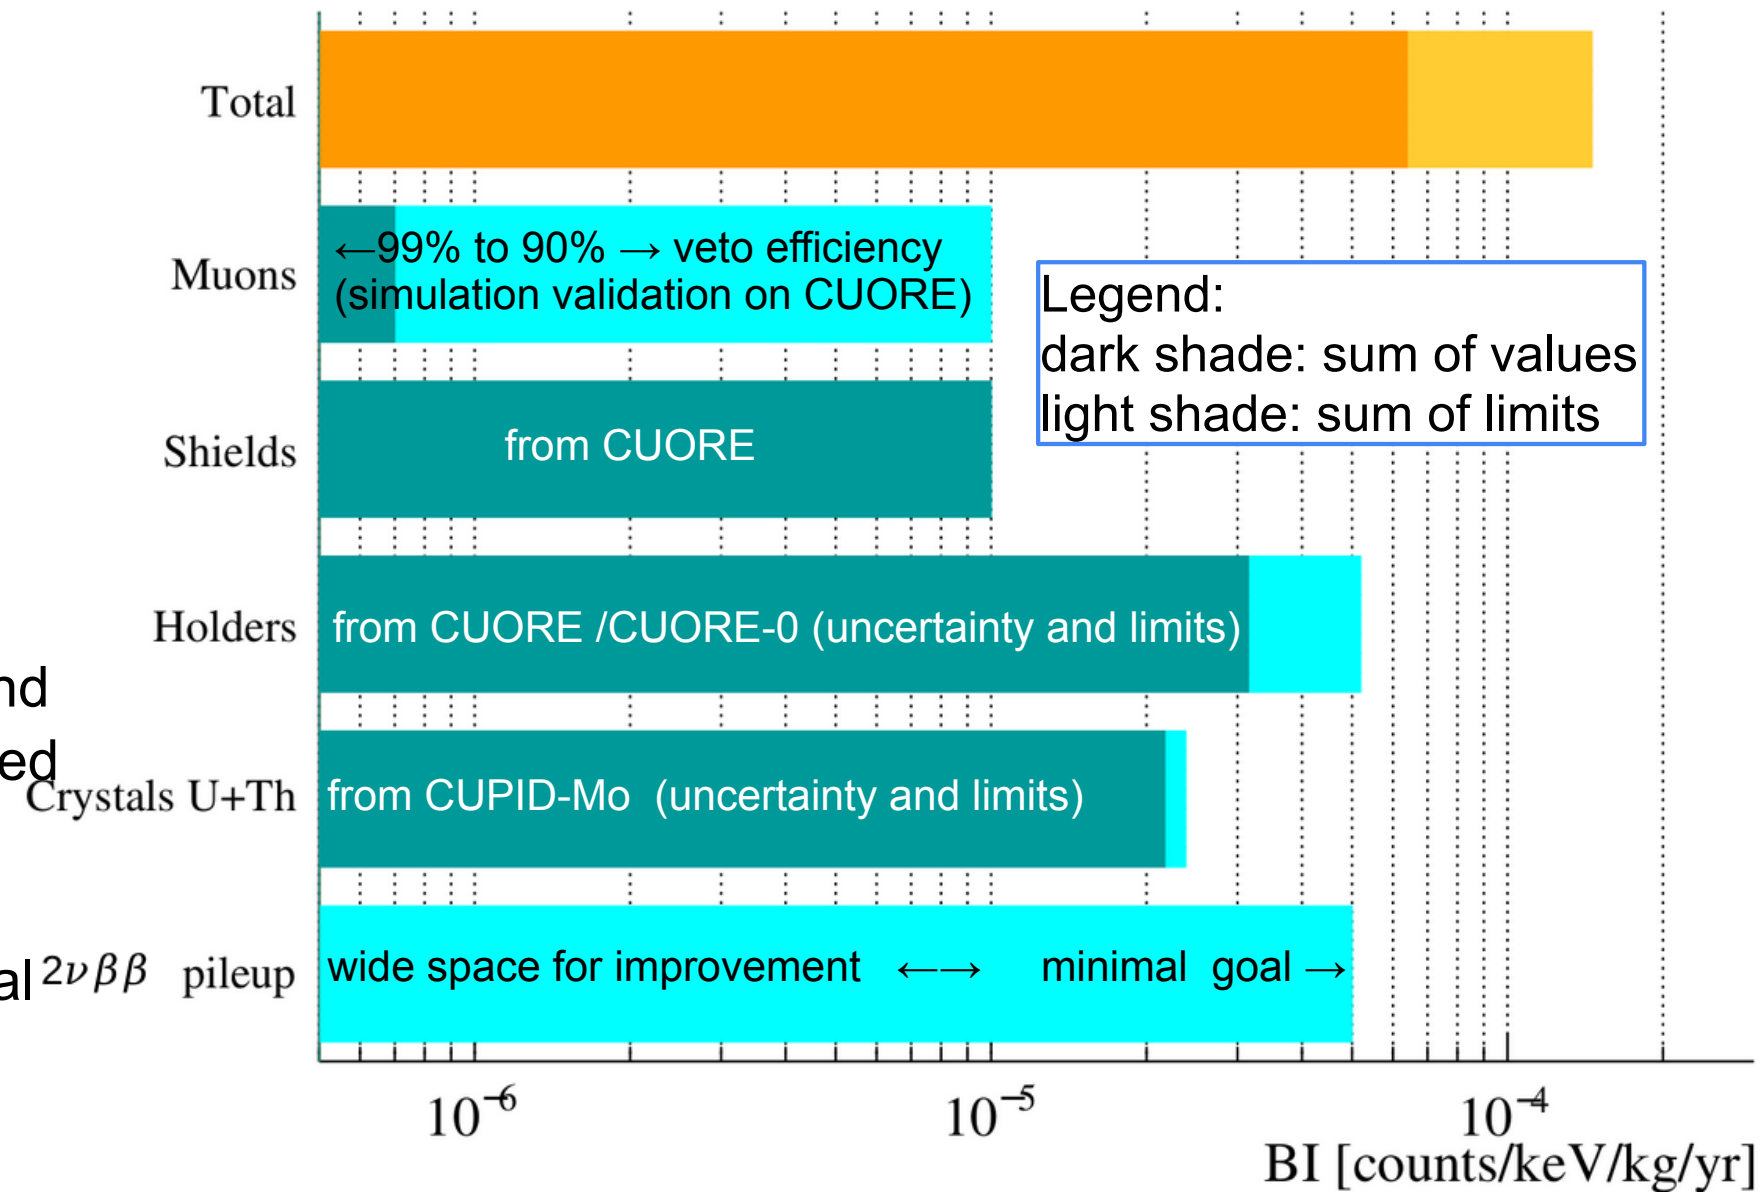 Total
Muons
←99% to 90% → veto efficiency
(simulation validation on CUORE)
Legend:
dark shade: sum of values
light shade: sum of limits
Shields
from CUORE
Holders
from CUORE /CUORE-0 (uncertainty and limits)
nd
ed
Crystals U+Th
from CUPID-Mo (uncertainty and limits)
al
2νββ pileup
wide space for improvement ←→ minimal goal →
10⁻⁶ 10⁻⁵ 10⁻⁴
BI [counts/keV/kg/yr]